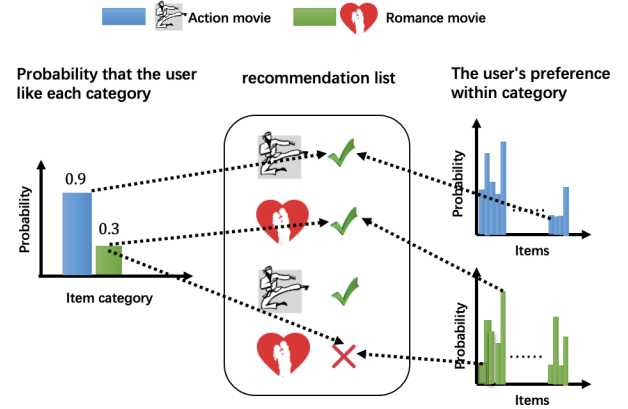 Action movie
Romance movie
Probability that the user
like each category
recommendation list
The user's preference
within category
0.9
0.3
Probability
Item category
Probability
......
Items
Probability
......
Items